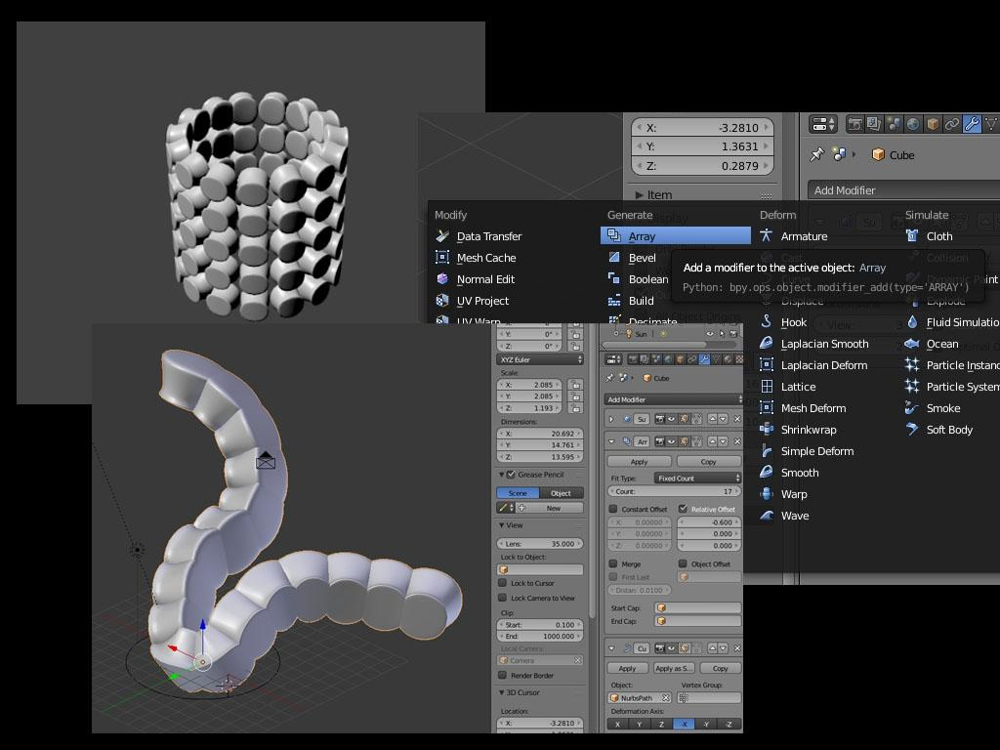 X: -3.2810
Y: 1.3631
Z: 0.2879
Item
Cube
Add Modifier
Modify
Data Transfer
Mesh Cache
Normal Edit
UV Project
UV Warp
Generate
Array
Bevel
Boolean
Build
Decimate
Deform
Armature
Displace
Hook
Laplacian Smooth
Laplacian Deform
Lattice
Mesh Deform
Shrinkwrap
Simple Deform
Smooth
Warp
Wave
Simulate
Cloth
Collision
Dynamic Paint
Explode
Fluid Simulatio
Ocean
Particle Instanc
Particle System
Smoke
Soft Body
Add a modifier to the active object: Array
Python: bpy.ops.object.modifier_add(type='ARRAY')
Y: 0°
Z: 0°
XYZ Euler
Scale:
X: 2.085
Y: 2.085
Z: 1.193
Dimensions:
X: 20.692
Y: 14.761
Z: 13.595
Grease Pencil
Scene Object
New
View
Lens: 35.000
Lock to Object:
Lock to Cursor
Lock Camera to View
Clip:
Start: 0.100
End: 1000.000
Local Camera:
Camera
Render Border
3D Cursor
Location:
X: -3.2810
Sun
Cube
Add Modifier
Su
Arr
Apply Copy
Fit Type: Fixed Count
Count: 17
Constant Offset Relative Offset
X: 0.00000 -0.600
Y: 0.00000 0.000
Z: 0.00000 0.000
Merge Object Offset
First Last
Distan: 0.0100
Start Cap:
End Cap:
Cu
Apply Apply as S... Copy
Object: Vertex Group:
NurbsPath
Deformation Axis:
X Y Z -X -Y -Z